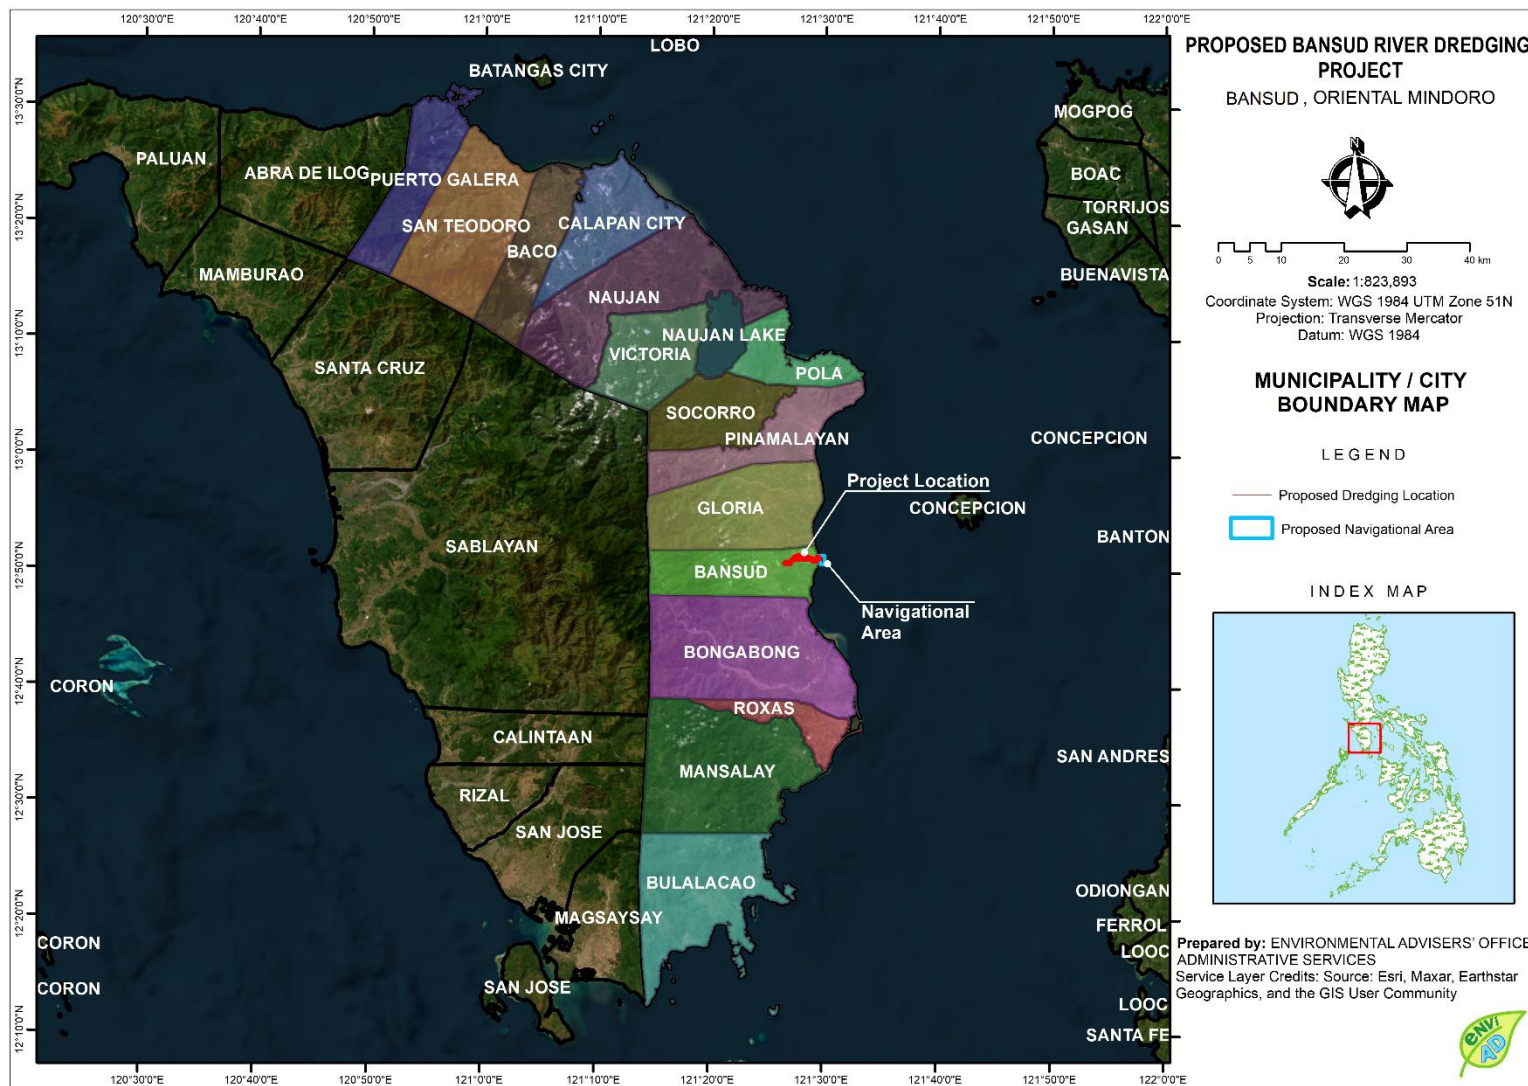 120°30'0"E
120°40'0"E
120°50'0"E
121°0'0"E
121°10'0"E
121°20'0"E
121°30'0"E
121°40'0"E
121°50'0"E
122°0'0"E
LOBO
BATANGAS CITY
PALUAN
ABRA DE ILOG
PUERTO GALERA
SAN TEODORO
CALAPAN CITY
BACO
MAMBURAO
NAUJAN
NAUJAN LAKE
VICTORIA
SANTA CRUZ
POLA
SOCORRO
PINAMALAYAN
Project Location
GLORIA
CONCEPCION
SABLAYAN
BANSUD
Navigational
Area
BONGABONG
CORON
ROXAS
CALINTAAN
MANSALAY
RIZAL
SAN JOSE
BULALACAO
MAGSAYSAY
CORON
CORON
SAN JOSE
MOGPOG
BOAC
TORRIJOS
GASAN
BUENAVISTA
CONCEPCION
BANTON
SAN ANDRES
ODIONGAN
FERROL
LOOC
LOOC
SANTA FE
13°30'0"N
13°20'0"N
13°10'0"N
13°0'0"N
12°50'0"N
12°40'0"N
12°30'0"N
12°20'0"N
12°10'0"N
120°30'0"E
120°40'0"E
120°50'0"E
121°0'0"E
121°10'0"E
121°20'0"E
121°30'0"E
121°40'0"E
121°50'0"E
122°0'0"E
PROPOSED BANSUD RIVER DREDGING
PROJECT
BANSUD , ORIENTAL MINDORO
N
0 5 10 20 30 40 km
Scale: 1:823,893
Coordinate System: WGS 1984 UTM Zone 51N
Projection: Transverse Mercator
Datum: WGS 1984
MUNICIPALITY / CITY
BOUNDARY MAP
LEGEND
Proposed Dredging Location
Proposed Navigational Area
INDEX MAP
Prepared by: ENVIRONMENTAL ADVISERS' OFFICE
ADMINISTRATIVE SERVICES
Service Layer Credits: Source: Esri, Maxar, Earthstar
Geographics, and the GIS User Community
eNVi
AD